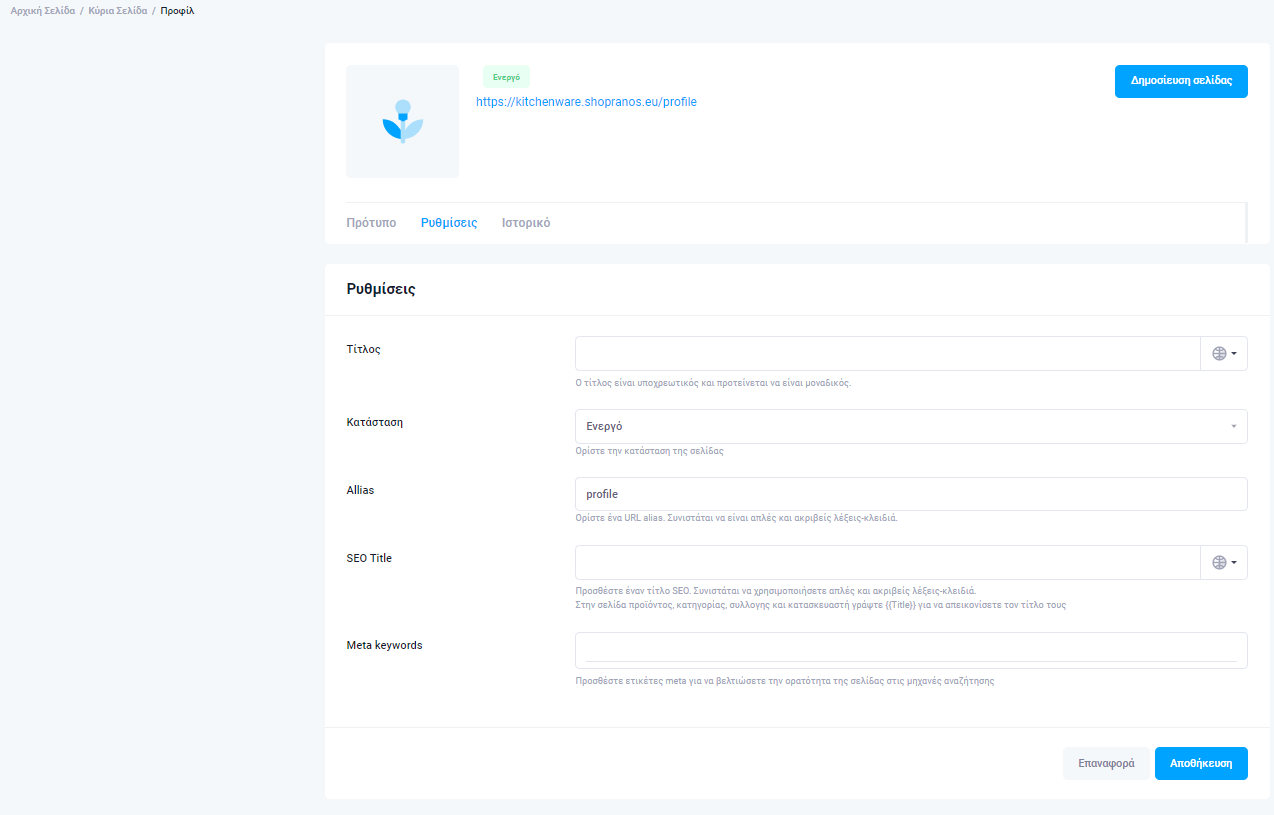 Αρχική Σελίδα / Κύρια Σελίδα / Προφίλ
Ενεργό
https://kitchenware.shopranos.eu/profile
Δημοσίευση σελίδας
Πρότυπο Ρυθμίσεις Ιστορικό
Ρυθμίσεις
Τίτλος
Ο τίτλος είναι υποχρεωτικός και προτείνεται να είναι μοναδικός.
Κατάσταση
Ενεργό
Ορίστε την κατάσταση της σελίδας
Allias
profile
Ορίστε ένα URL alias. Συνιστάται να είναι απλές και ακριβείς λέξεις-κλειδιά.
SEO Title
Προσθέστε έναν τίτλο SEO. Συνιστάται να χρησιμοποιήσετε απλές και ακριβείς λέξεις-κλειδιά.
Στην σελίδα προϊόντος, κατηγορίας, συλλογης και κατασκευαστή γράψτε {{Title}} για να απεικονίσετε τον τίτλο τους
Meta keywords
Προσθέστε ετικέτες meta για να βελτιώσετε την ορατότητα της σελίδας στις μηχανές αναζήτησης
Επαναφορά Αποθήκευση